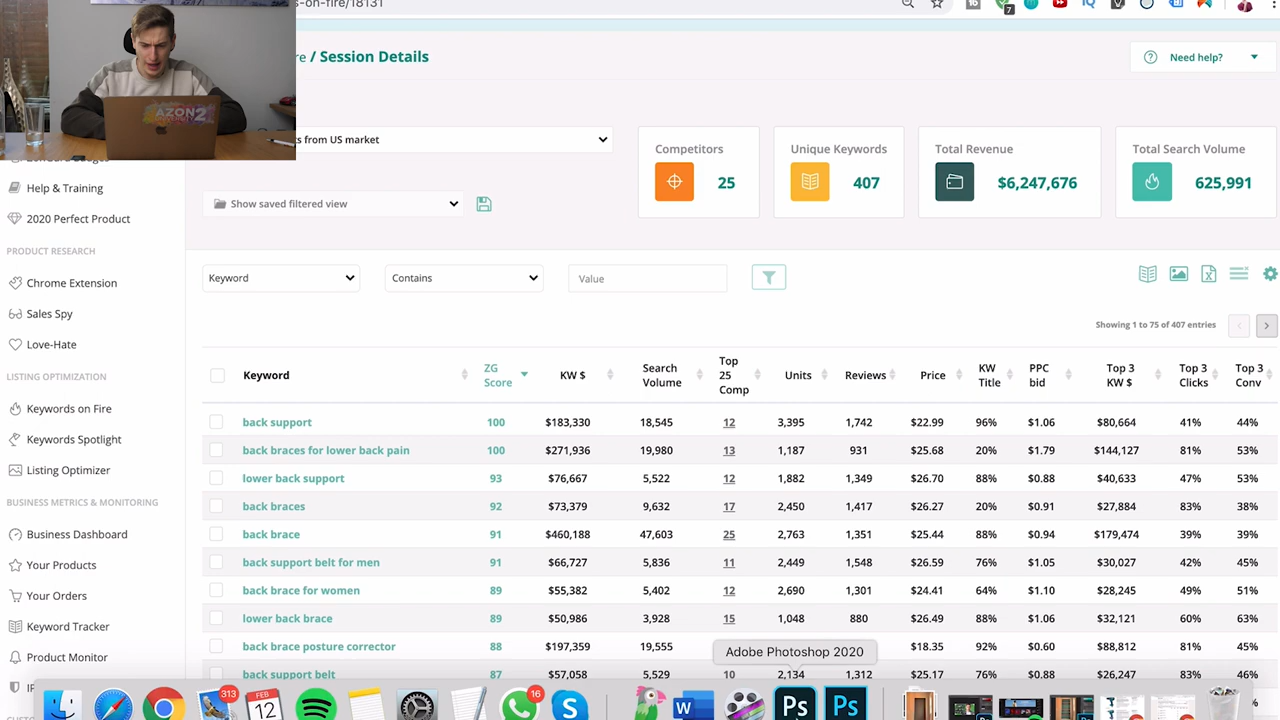 s-on-fire/18131
7
re / Session Details
Need help?
AZON2
UNIVERSITY
ts from US market
Competitors
25
Unique Keywords
407
Total Revenue
$6,247,676
Total Search Volume
625,991
Help & Training
Show saved filtered view
2020 Perfect Product
PRODUCT RESEARCH
Chrome Extension
Sales Spy
Love-Hate
LISTING OPTIMIZATION
Keywords on Fire
Keywords Spotlight
Listing Optimizer
BUSINESS METRICS & MONITORING
Business Dashboard
Your Products
Your Orders
Keyword Tracker
Product Monitor
IP
Keyword
Contains
Value
Showing 1 to 75 of 407 entries
Keyword ZG Score KW $ Search Volume Top 25 Comp Units Reviews Price KW Title PPC bid Top 3 KW $ Top 3 Clicks Top 3 Conv
back support 100 $183,330 18,545 12 3,395 1,742 $22.99 96% $1.06 $80,664 41% 44%
back braces for lower back pain 100 $271,936 19,980 13 1,187 931 $25.68 20% $1.79 $144,127 81% 53%
lower back support 93 $76,667 5,522 12 1,882 1,349 $26.70 88% $0.88 $40,633 47% 53%
back braces 92 $73,379 9,632 17 2,450 1,417 $26.27 20% $0.91 $27,884 83% 38%
back brace 91 $460,188 47,603 25 2,763 1,351 $25.44 88% $0.94 $179,474 39% 39%
back support belt for men 91 $66,727 5,836 11 2,449 1,548 $26.59 76% $1.05 $30,027 42% 45%
back brace for women 89 $55,382 5,402 12 2,690 1,301 $24.41 64% $1.10 $28,245 49% 51%
lower back brace 89 $50,986 3,928 15 1,048 880 $26.49 88% $1.06 $32,121 60% 63%
back brace posture corrector 88 $197,359 19,555 $18.35 92% $0.60 $88,812 81% 45%
Adobe Photoshop 2020
back support belt 87 $57,058 5,529 10 2,134 1,312 $25.17 76% $0.83 $26,247 83% 46%
313
FEB
12
16
W
Ps
Ps